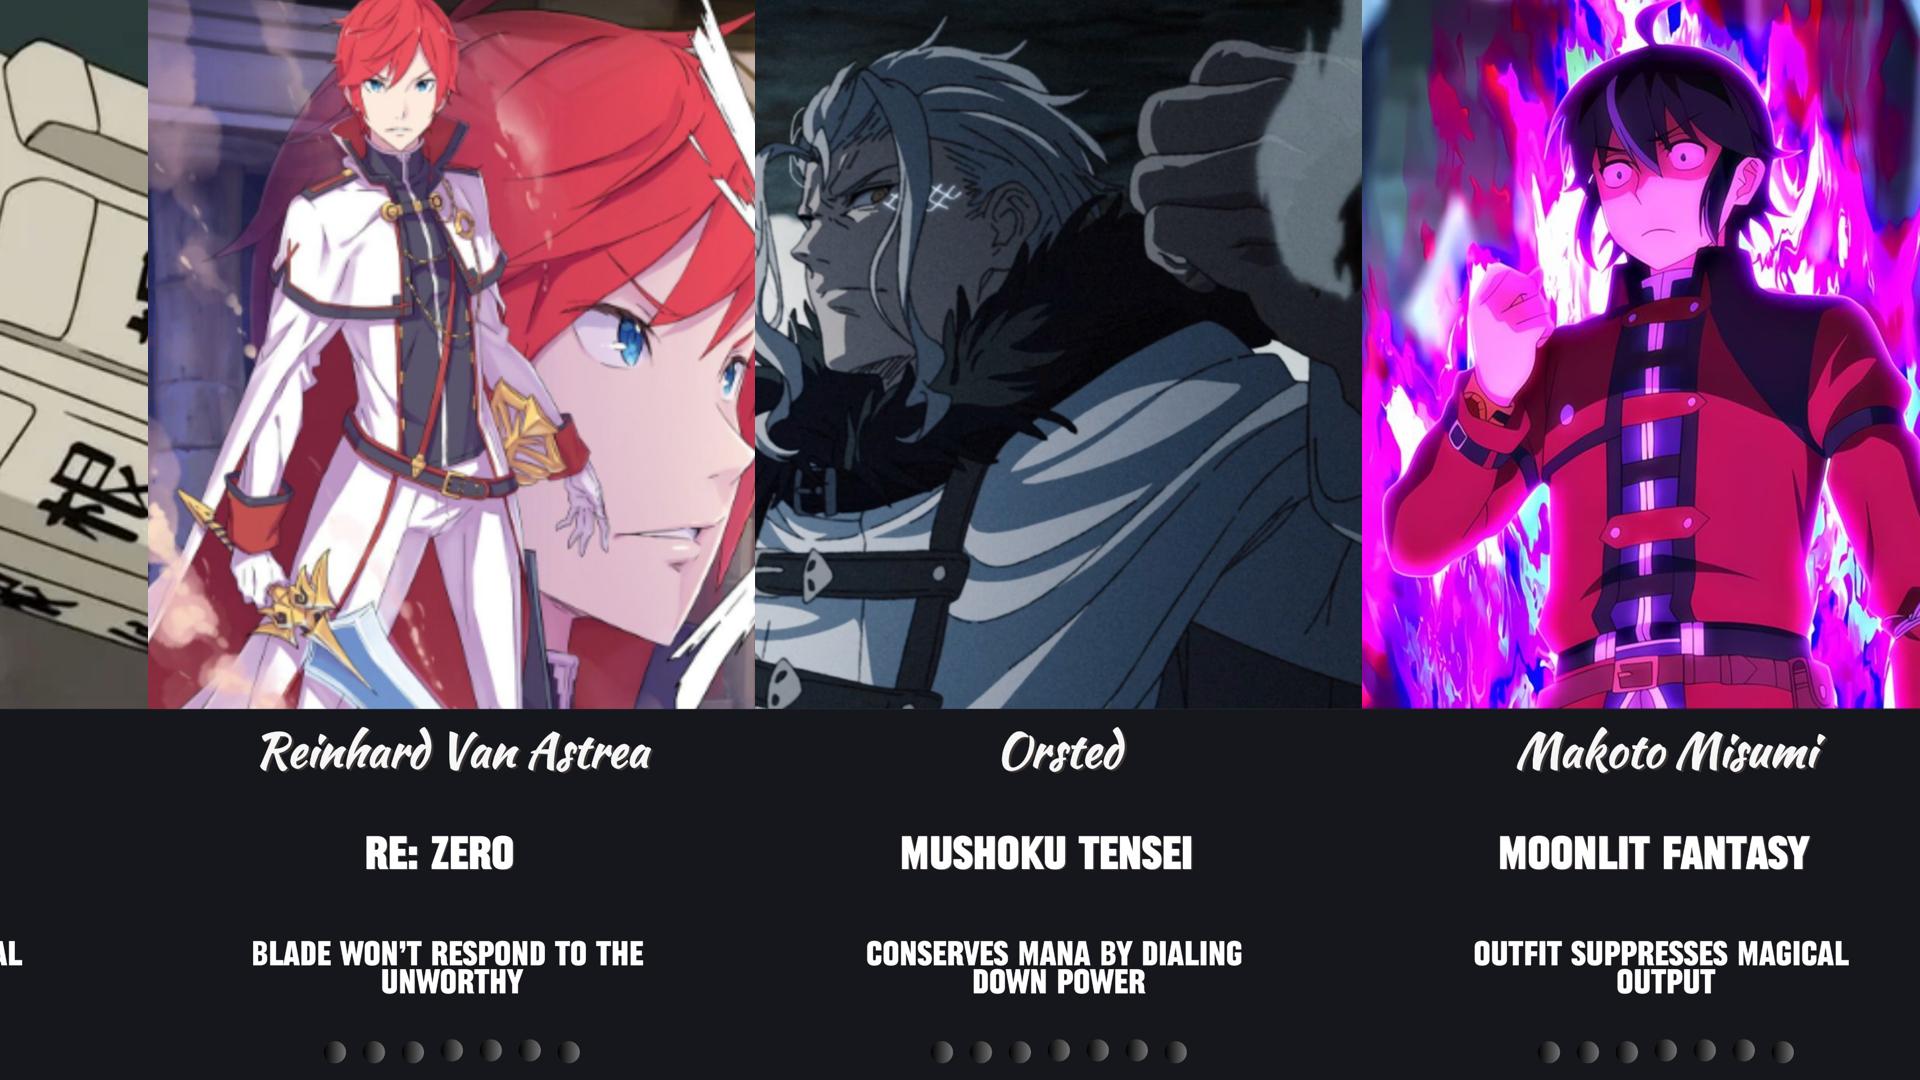 根
Reinhard Van Astrea
RE: ZERO
BLADE WON'T RESPOND TO THE
UNWORTHY
Orsted
MUSHOKU TENSEI
CONSERVES MANA BY DIALING
DOWN POWER
Makoto Misumi
MOONLIT FANTASY
OUTFIT SUPPRESSES MAGICAL
OUTPUT
AL